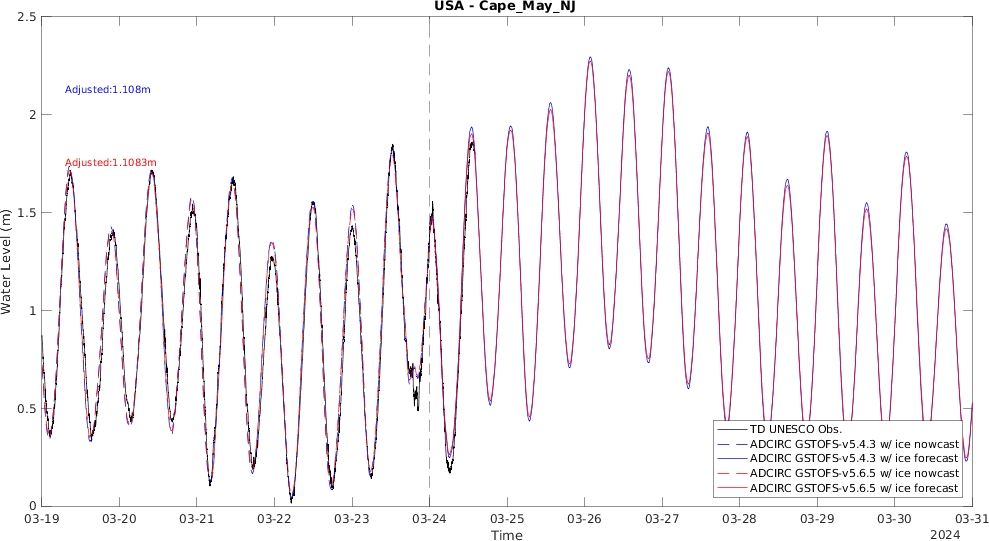 USA - Cape_May_NJ
2.5
2
1.5
1
0.5
0
Water Level (m)
Adjusted:1.108m
Adjusted:1.1083m
TD UNESCO Obs.
ADCIRC GSTOFS-v5.4.3 w/ ice nowcast
ADCIRC GSTOFS-v5.4.3 w/ ice forecast
ADCIRC GSTOFS-v5.6.5 w/ ice nowcast
ADCIRC GSTOFS-v5.6.5 w/ ice forecast
03-19 03-20 03-21 03-22 03-23 03-24 03-25 03-26 03-27 03-28 03-29 03-30 03-31
Time
2024